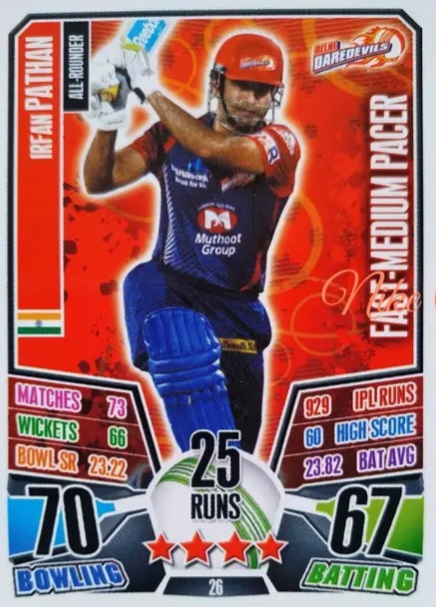 IRFAN PATHAN
ALL-ROUNDER
DELHI
DAREDEVILS
FAST-MEDIUM PACER
Muthoot
Group
MATCHES 73
WICKETS 66
BOWL SR 23.22
929 IPL RUNS
60 HIGH SCORE
23.82 BAT AVG
25
RUNS
70
BOWLING
67
BATTING
26